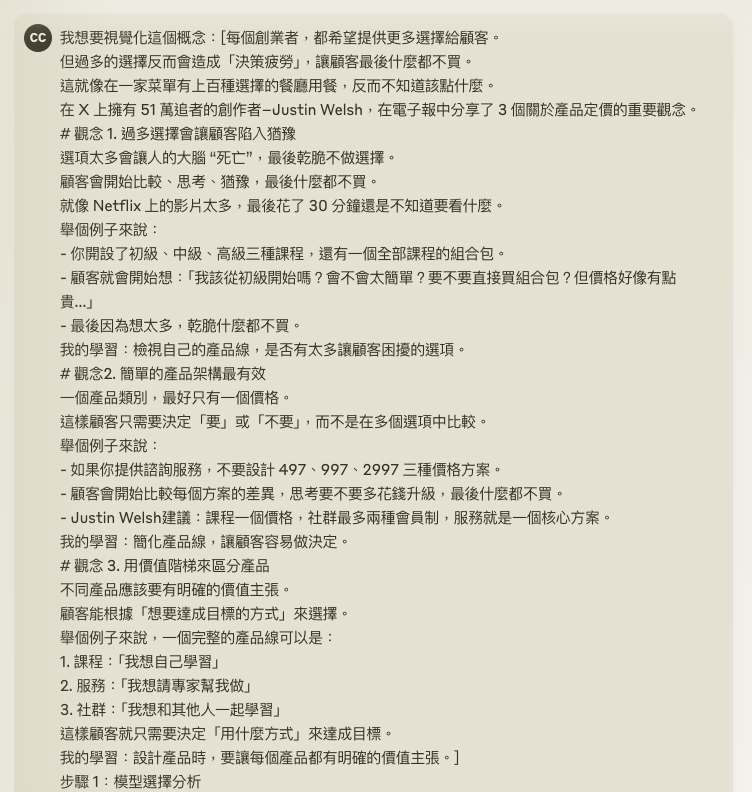 CC
我想要視覺化這個概念：[每個創業者，都希望提供更多選擇給顧客。
但過多的選擇反而會造成「決策疲勞」，讓顧客最後什麼都不買。
這就像在一家菜單有上百種選擇的餐廳用餐，反而不知道該點什麼。
在 X 上擁有 51 萬追者的創作者—Justin Welsh，在電子報中分享了 3 個關於產品定價的重要觀念。
# 觀念 1. 過多選擇會讓顧客陷入猶豫
選項太多會讓人的大腦 “死亡”，最後乾脆不做選擇。
顧客會開始比較、思考、猶豫，最後什麼都不買。
就像 Netflix 上的影片太多，最後花了 30 分鐘還是不知道要看什麼。
舉個例子來說：
- 你開設了初級、中級、高級三種課程，還有一個全部課程的組合包。
- 顧客就會開始想：「我該從初級開始嗎？會不會太簡單？要不要直接買組合包？但價格好像有點
貴...」
- 最後因為想太多，乾脆什麼都不買。
我的學習：檢視自己的產品線，是否有太多讓顧客困擾的選項。
# 觀念2. 簡單的產品架構最有效
一個產品類別，最好只有一個價格。
這樣顧客只需要決定「要」或「不要」，而不是在多個選項中比較。
舉個例子來說：
- 如果你提供諮詢服務，不要設計 497、997、2997 三種價格方案。
- 顧客會開始比較每個方案的差異，思考要不要多花錢升級，最後什麼都不買。
- Justin Welsh建議：課程一個價格，社群最多兩種會員制，服務就是一個核心方案。
我的學習：簡化產品線，讓顧客容易做決定。
# 觀念 3. 用價值階梯來區分產品
不同產品應該要有明確的價值主張。
顧客能根據「想要達成目標的方式」來選擇。
舉個例子來說，一個完整的產品線可以是：
1. 課程：「我想自己學習」
2. 服務：「我想請專家幫我做」
3. 社群：「我想和其他人一起學習」
這樣顧客就只需要決定「用什麼方式」來達成目標。
我的學習：設計產品時，要讓每個產品都有明確的價值主張。]
步驟 1：模型選擇分析